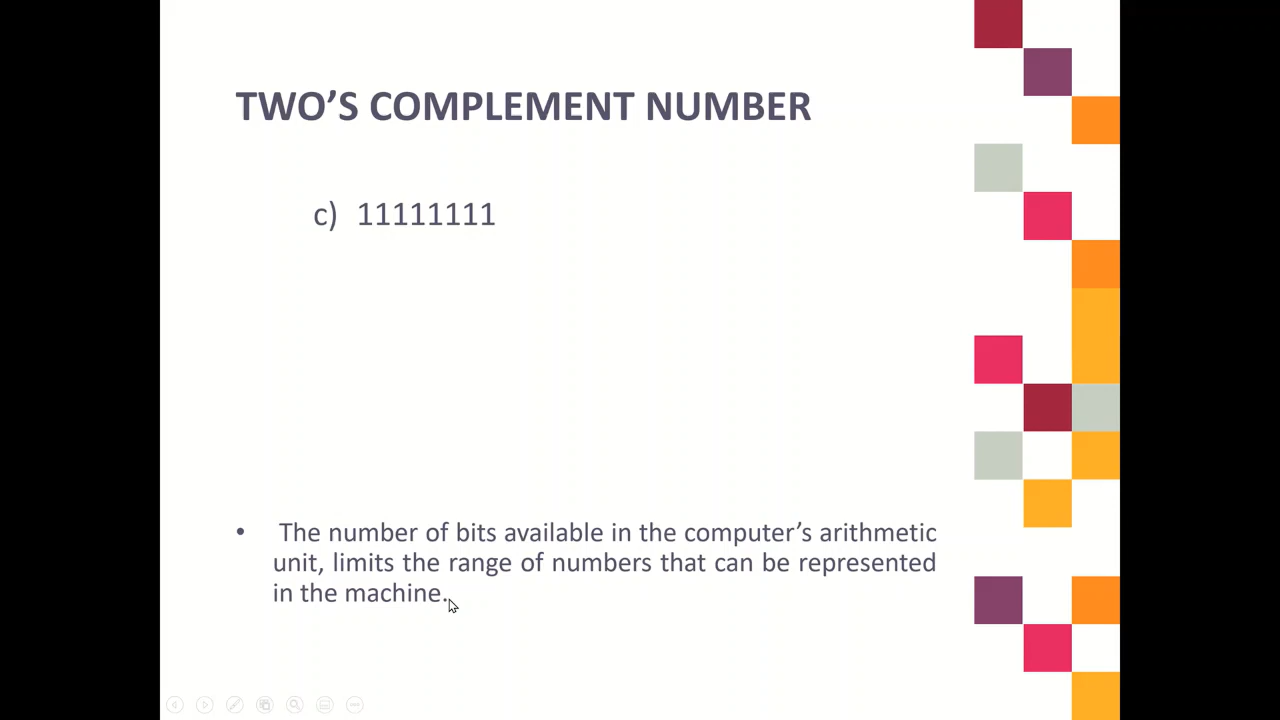 TWO’S COMPLEMENT NUMBER
c) 11111111
• The number of bits available in the computer’s arithmetic
unit, limits the range of numbers that can be represented
in the machine.